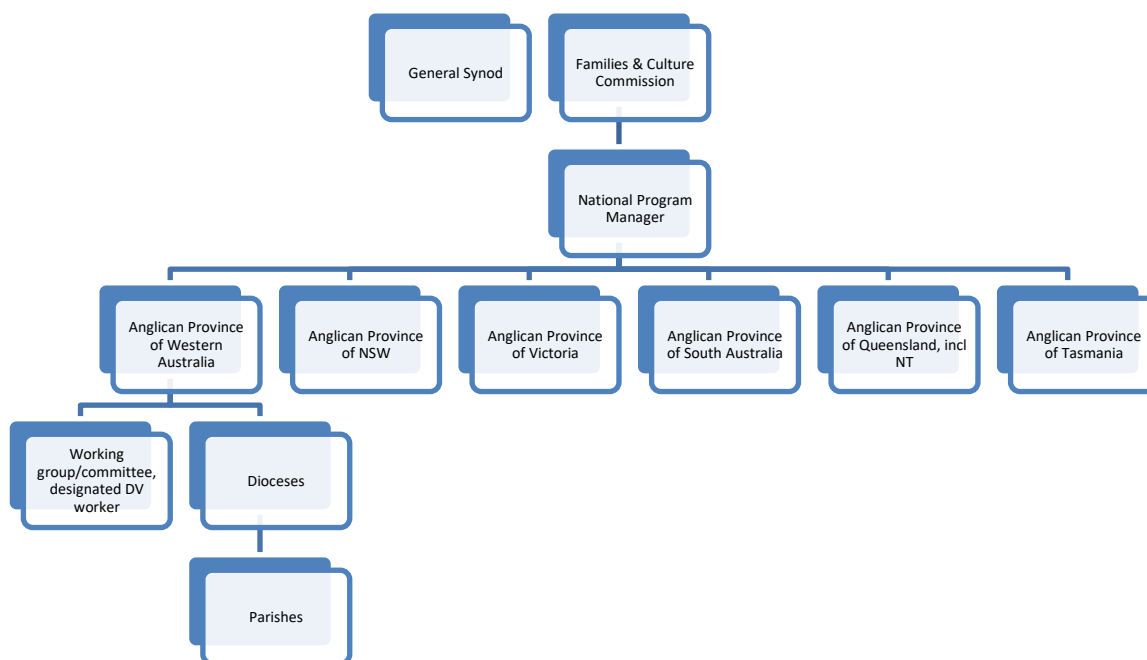 General Synod
Families & Culture
Commission
National Program
Manager
Anglican Province
of Western
Australia
Anglican Province
of NSW
Anglican Province
of Victoria
Anglican Province
of South Australia
Anglican Province
of Queensland, incl
NT
Anglican Province
of Tasmania
Working
group/committee,
designated DV
worker
Dioceses
Parishes